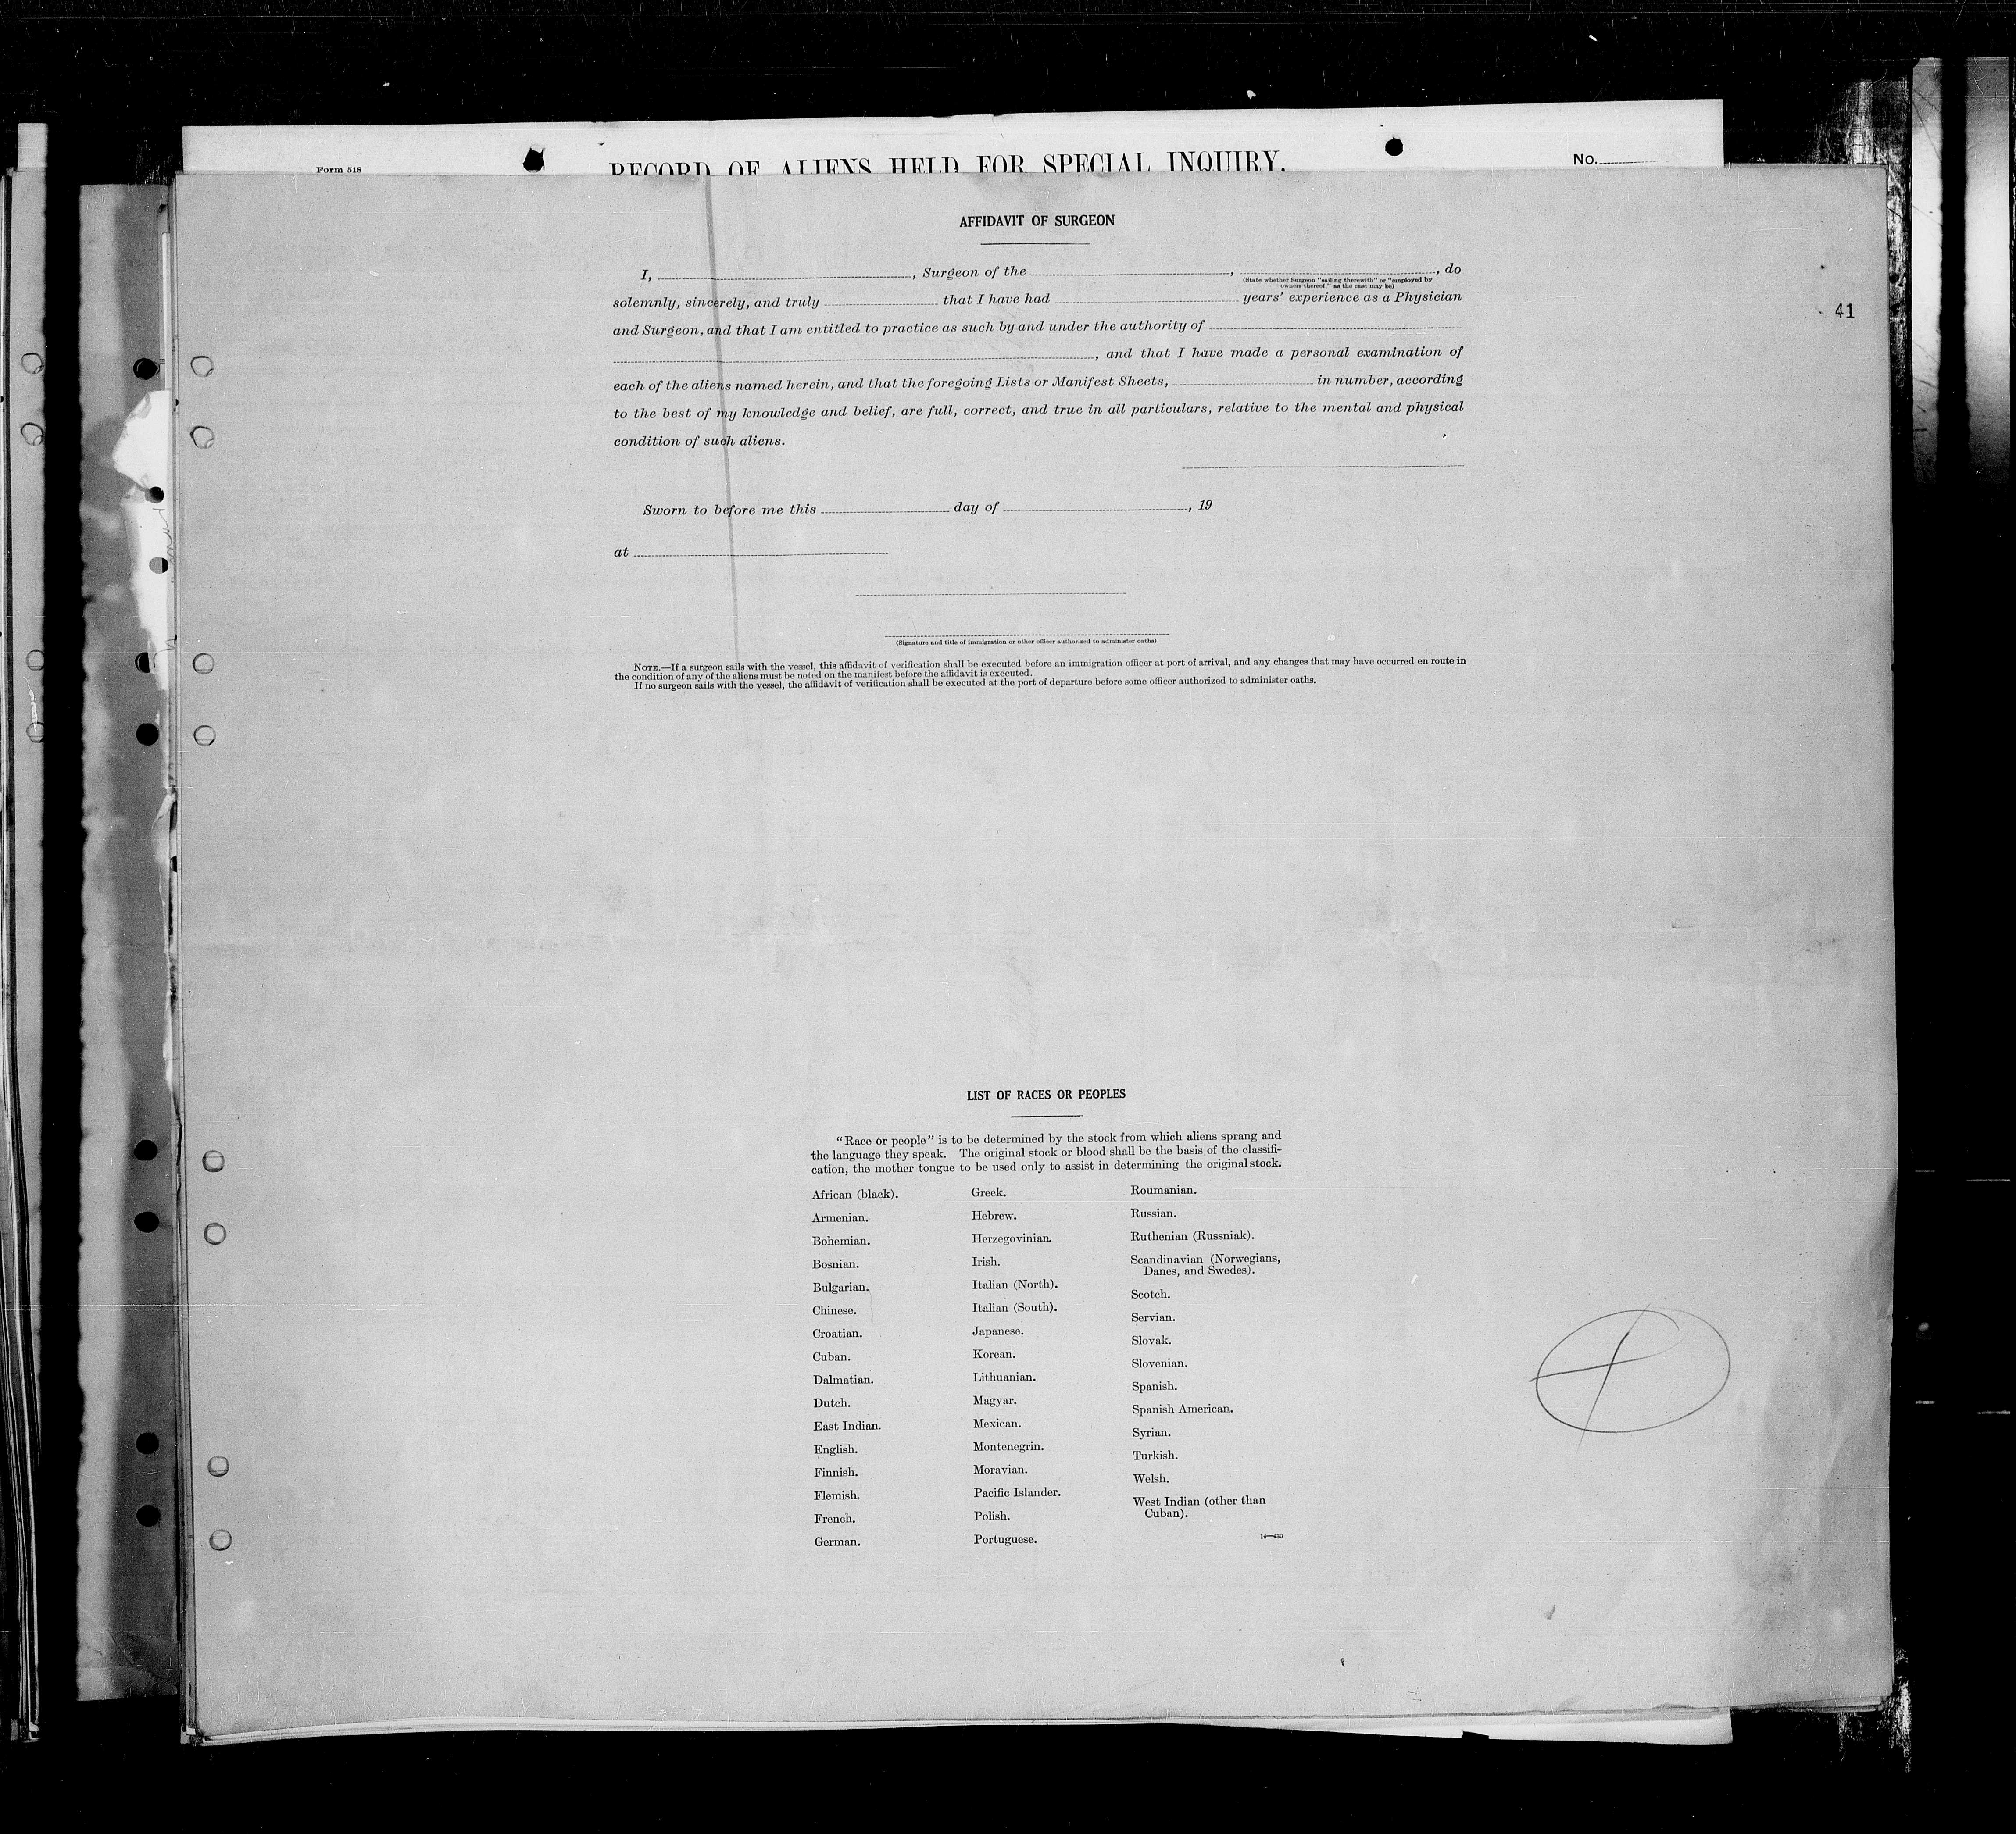 Form 518
RECORD OF ALIENS HELD FOR SPECIAL INQUIRY.
No.
AFFIDAVIT OF SURGEON
I, , Surgeon of the , , do
(State whether Surgeon "sailing therewith" or "employed by
owners thereof," as the case may be)
solemnly, sincerely, and truly that I have had years' experience as a Physician
and Surgeon, and that I am entitled to practice as such by and under the authority of
, and that I have made a personal examination of
each of the aliens named herein, and that the foregoing Lists or Manifest Sheets, in number, according
to the best of my knowledge and belief, are full, correct, and true in all particulars, relative to the mental and physical
condition of such aliens.
41
Sworn to before me this day of , 19
at
(Signature and title of immigration or other officer authorized to administer oaths)
NOTE.—If a surgeon sails with the vessel, this affidavit of verification shall be executed before an immigration officer at port of arrival, and any changes that may have occurred en route in
the condition of any of the aliens must be noted on the manifest before the affidavit is executed.
If no surgeon sails with the vessel, the affidavit of verification shall be executed at the port of departure before some officer authorized to administer oaths.
LIST OF RACES OR PEOPLES
"Race or people" is to be determined by the stock from which aliens sprang and
the language they speak. The original stock or blood shall be the basis of the classifi-
cation, the mother tongue to be used only to assist in determining the original stock.
African (black).
Armenian.
Bohemian.
Bosnian.
Bulgarian.
Chinese.
Croatian.
Cuban.
Dalmatian.
Dutch.
East Indian.
English.
Finnish.
Flemish.
French.
German.
Greek.
Hebrew.
Herzegovinian.
Irish.
Italian (North).
Italian (South).
Japanese.
Korean.
Lithuanian.
Magyar.
Mexican.
Montenegrin.
Moravian.
Pacific Islander.
Polish.
Portuguese.
Roumanian.
Russian.
Ruthenian (Russniak).
Scandinavian (Norwegians,
Danes, and Swedes).
Scotch.
Servian.
Slovak.
Slovenian.
Spanish.
Spanish American.
Syrian.
Turkish.
Welsh.
West Indian (other than
Cuban).